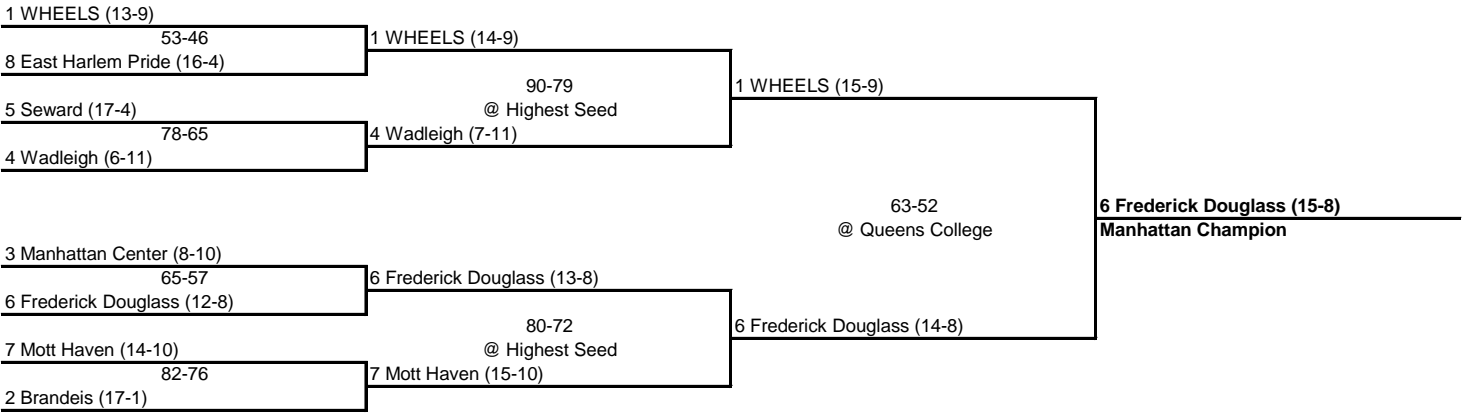 1 WHEELS (13-9)
53-46
8 East Harlem Pride (16-4)
1 WHEELS (14-9)
90-79
@ Highest Seed
1 WHEELS (15-9)
5 Seward (17-4)
78-65
4 Wadleigh (6-11)
4 Wadleigh (7-11)
63-52
@ Queens College
6 Frederick Douglass (15-8)
Manhattan Champion
3 Manhattan Center (8-10)
65-57
6 Frederick Douglass (12-8)
6 Frederick Douglass (13-8)
80-72
@ Highest Seed
6 Frederick Douglass (14-8)
7 Mott Haven (14-10)
82-76
2 Brandeis (17-1)
7 Mott Haven (15-10)